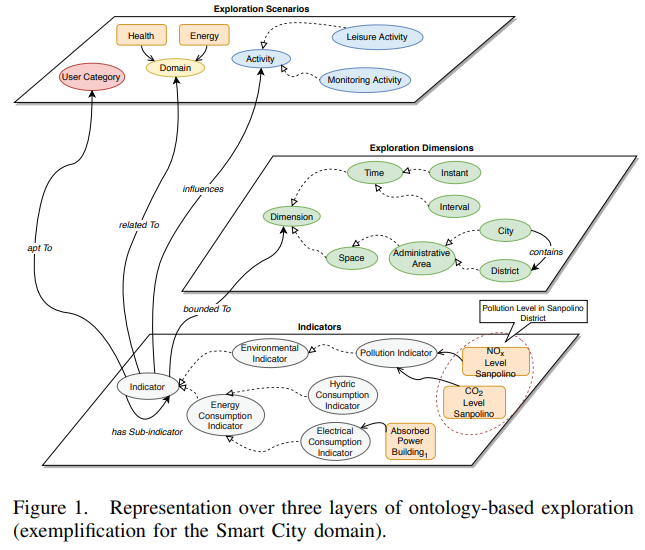 Exploration Scenarios
Health
Energy
Leisure Activity
User Category
Domain
Activity
Monitoring Activity
Exploration Dimensions
Time
Instant
influences
Interval
Dimension
related To
City
apt To
Space
Administrative
Area
contains
District
bounded To
Pollution Level in Sanpolino
District
Indicators
Environmental
Indicator
Pollution Indicator
NOx
Level
Sanpolino
Indicator
Hydric
Consumption
Indicator
CO2
Level
Sanpolino
Energy
Consumption
Indicator
has Sub-indicator
Electrical
Consumption
Indicator
Absorbed
Power
Building1
Figure 1. Representation over three layers of ontology-based exploration
(exemplification for the Smart City domain).